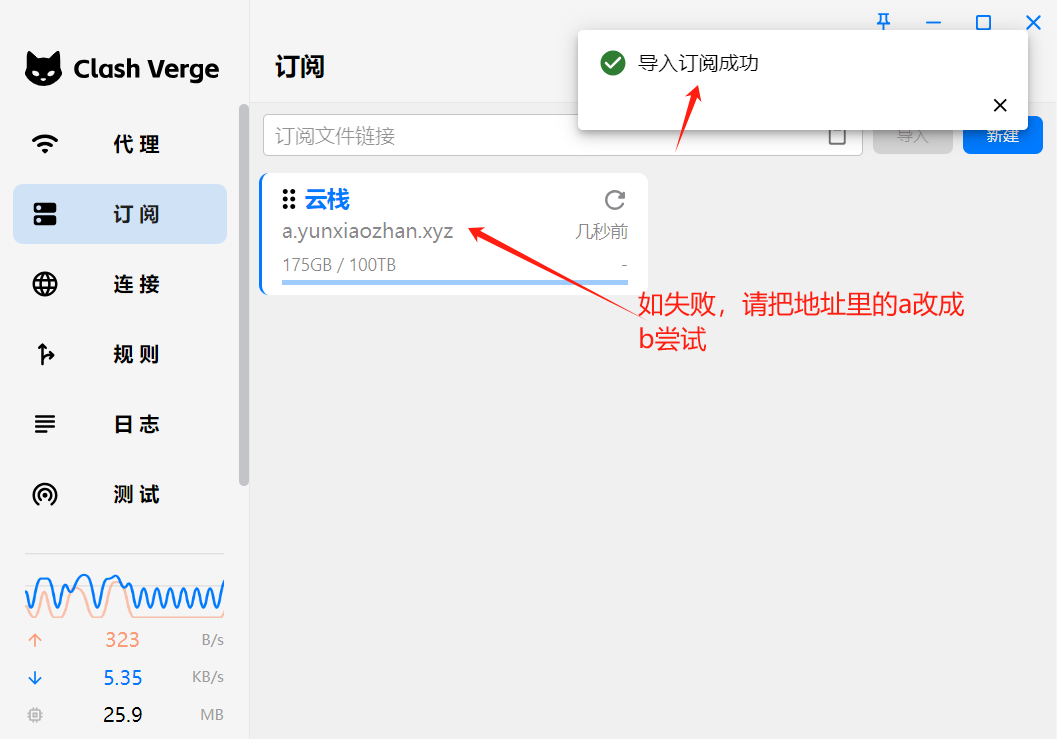 Clash Verge
代理
订阅
连接
规则
日志
测试
323 B/s
5.35 KB/s
25.9 MB
订阅
导入订阅成功
订阅文件链接
导入
新建
云栈
a.yunxiaozhan.xyz
几秒前
175GB / 100TB
-
如失败，请把地址里的a改成
b尝试